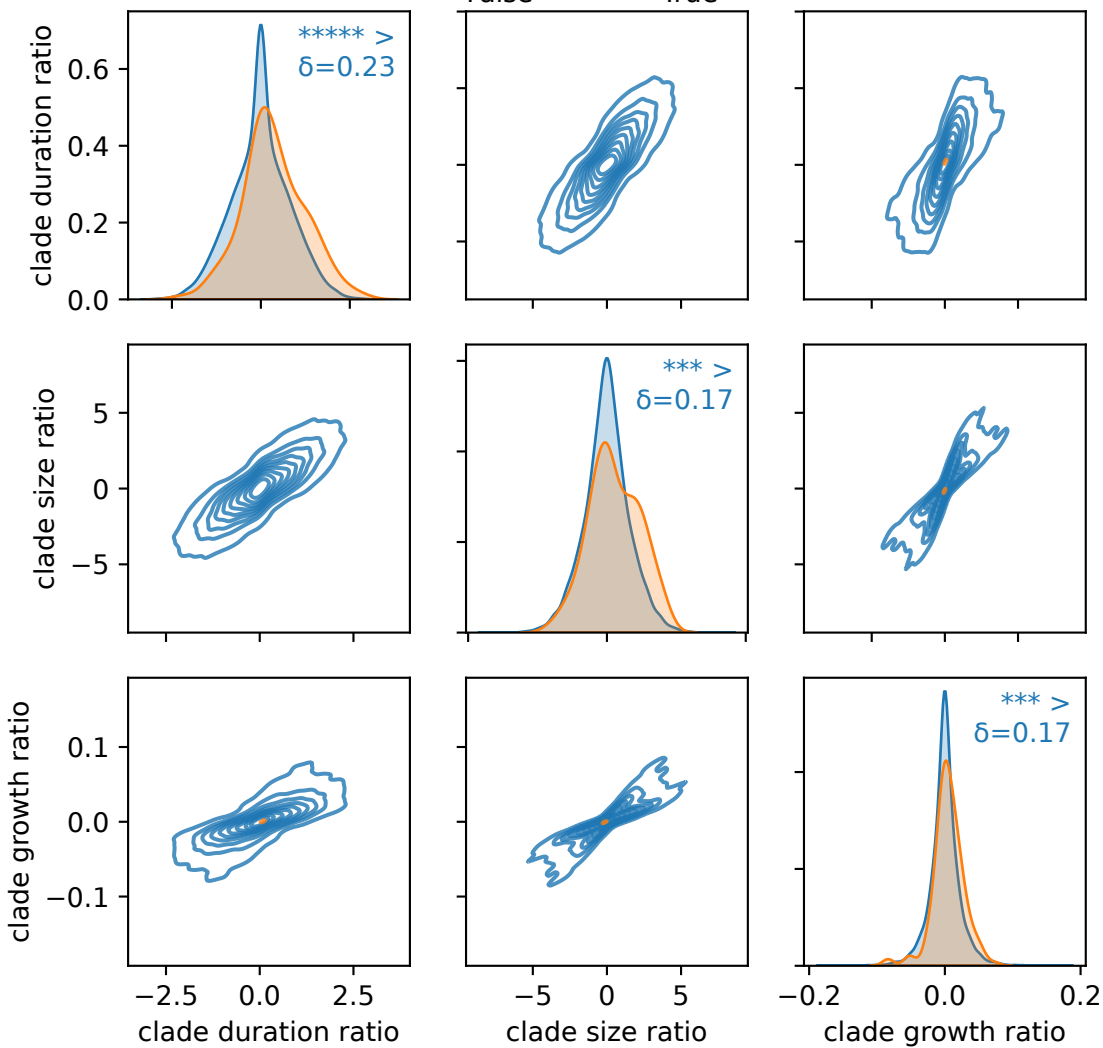 ***** >
δ=0.23
clade duration ratio
0.6
0.4
0.2
0.0
*** >
δ=0.17
clade size ratio
5
0
−5
*** >
δ=0.17
clade growth ratio
0.1
0.0
−0.1
−2.5 0.0 2.5 −5 0 5 −0.2 0.0 0.2
clade duration ratio clade size ratio clade growth ratio